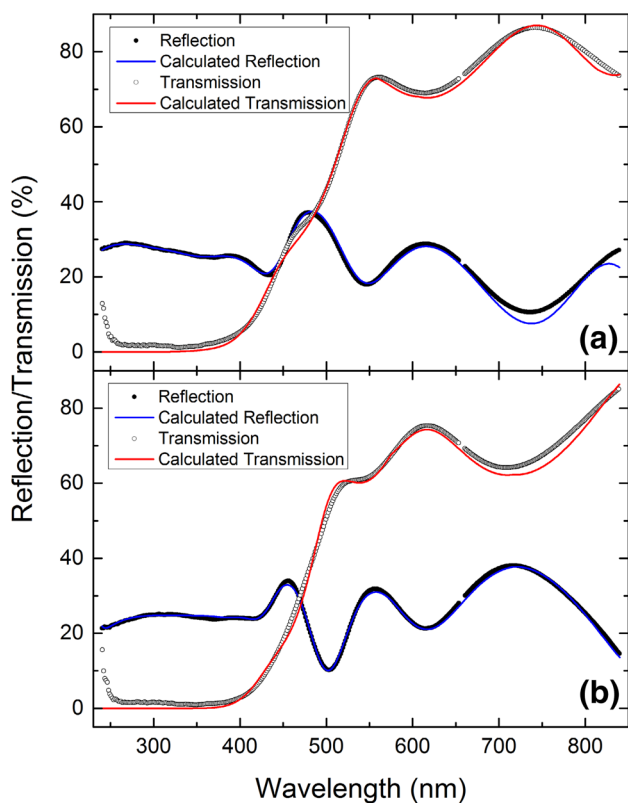 80
60
40
20
0
Reflection
Calculated Reflection
Transmission
Calculated Transmission
(a)
80
60
40
20
0
Reflection
Calculated Reflection
Transmission
Calculated Transmission
(b)
Reflection/Transmission (%)
300 400 500 600 700 800
Wavelength (nm)